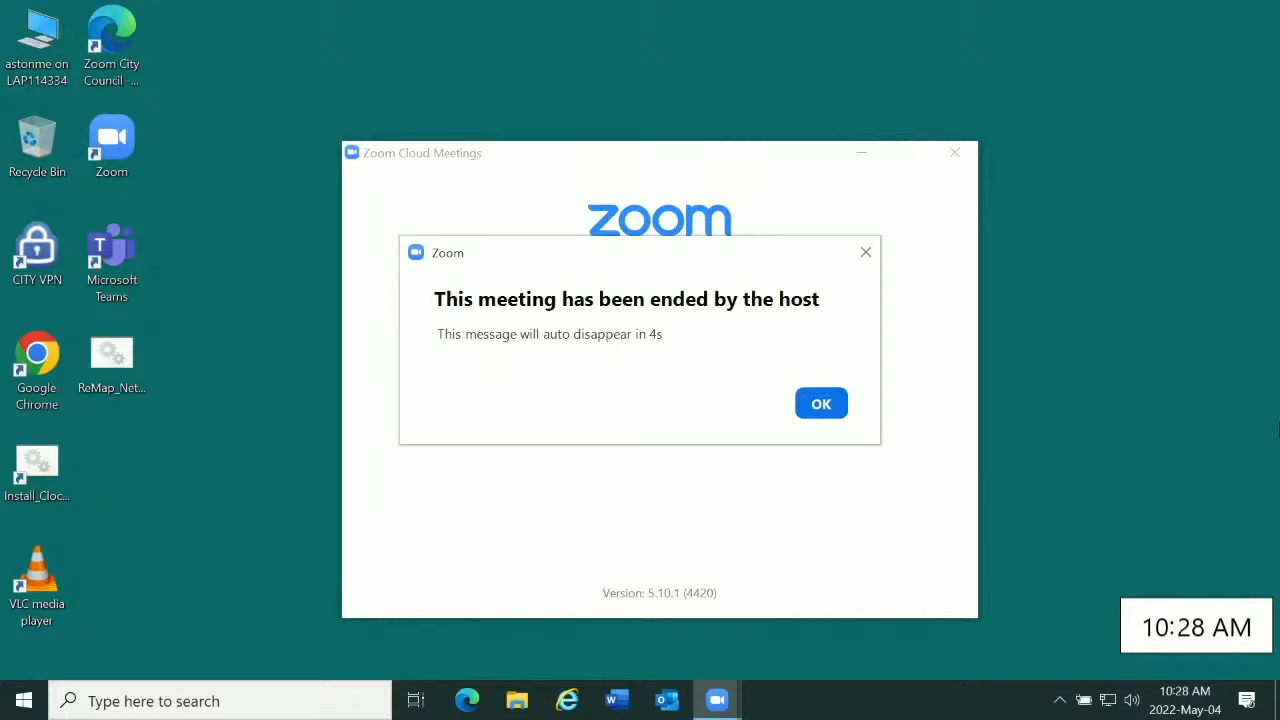 astonme on
LAP114334
Zoom City
Council -...
Recycle Bin
Zoom
CITY VPN
Microsoft
Teams
Google
Chrome
ReMap_Net...
Install_Cloc...
VLC media
player
Zoom Cloud Meetings
zoom
Zoom
This meeting has been ended by the host
This message will auto disappear in 4s
OK
Version: 5.10.1 (4420)
10:28 AM
Type here to search
10:28 AM
2022-May-04